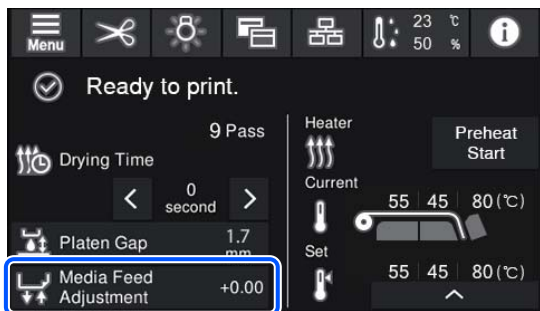 Menu
23 ℃
50 %
Ready to print.
9 Pass
Drying Time
0
second
Platen Gap
1.7
mm
Media Feed
Adjustment
+0.00
Heater
Preheat
Start
Current
55 45 80 (℃)
Set
55 45 80 (℃)